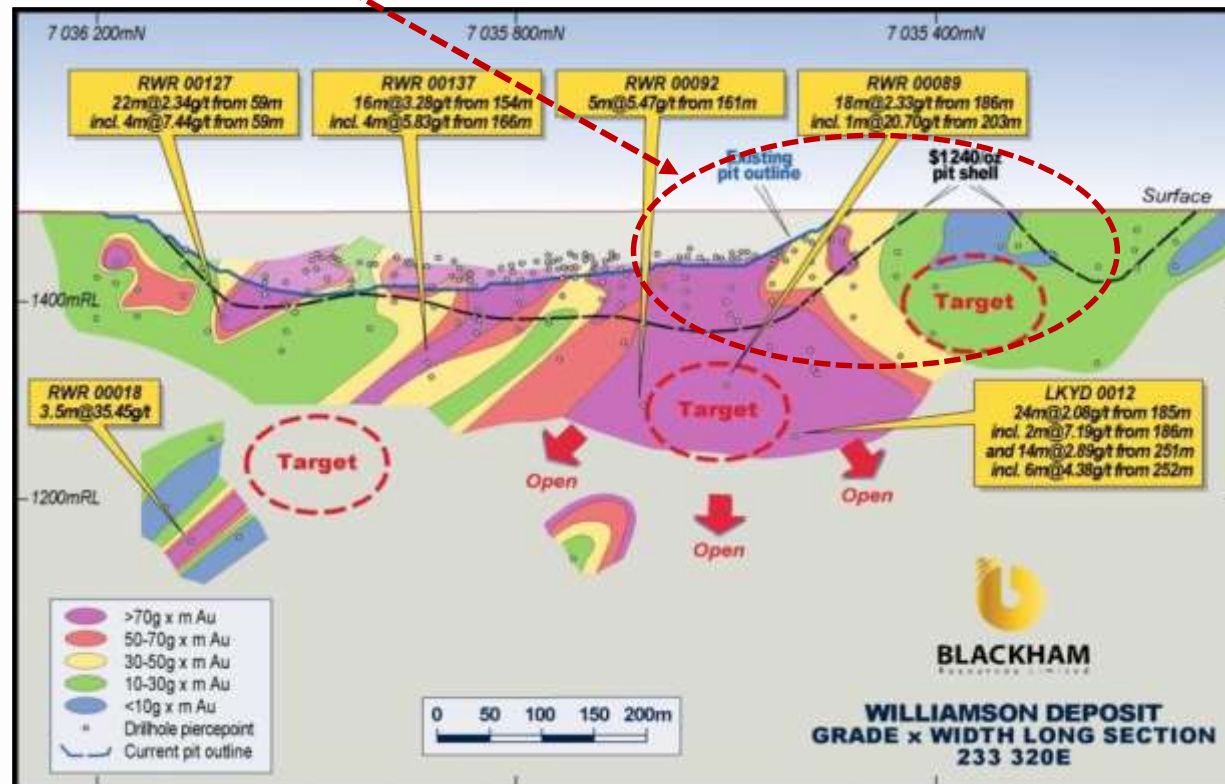 7 036 200mN
7 035 800mN
7 035 400mN
RWR 00127
22m@2.34g/t from 59m
incl. 4m@7.44g/t from 59m
RWR 00137
16m@3.28g/t from 154m
incl. 4m@5.83g/t from 166m
RWR 00092
5m@5.47g/t from 161m
RWR 00089
18m@2.33g/t from 186m
incl. 1m@20.70g/t from 203m
Existing
pit outline
$1240/oz
pit shell
Surface
1400mRL
Target
RWR 00018
3.5m@35.45g/t
Target
Target
LKYD 0012
24m@2.08g/t from 185m
incl. 2m@7.19g/t from 186m
and 14m@2.89g/t from 251m
incl. 6m@4.38g/t from 252m
1200mRL
Open
Open
Open
>70g x m Au
50-70g x m Au
30-50g x m Au
10-30g x m Au
<10g x m Au
Drillhole piercepoint
Current pit outline
0 50 100 150 200m
BLACKHAM
Resources Limited
WILLIAMSON DEPOSIT
GRADE x WIDTH LONG SECTION
233 320E